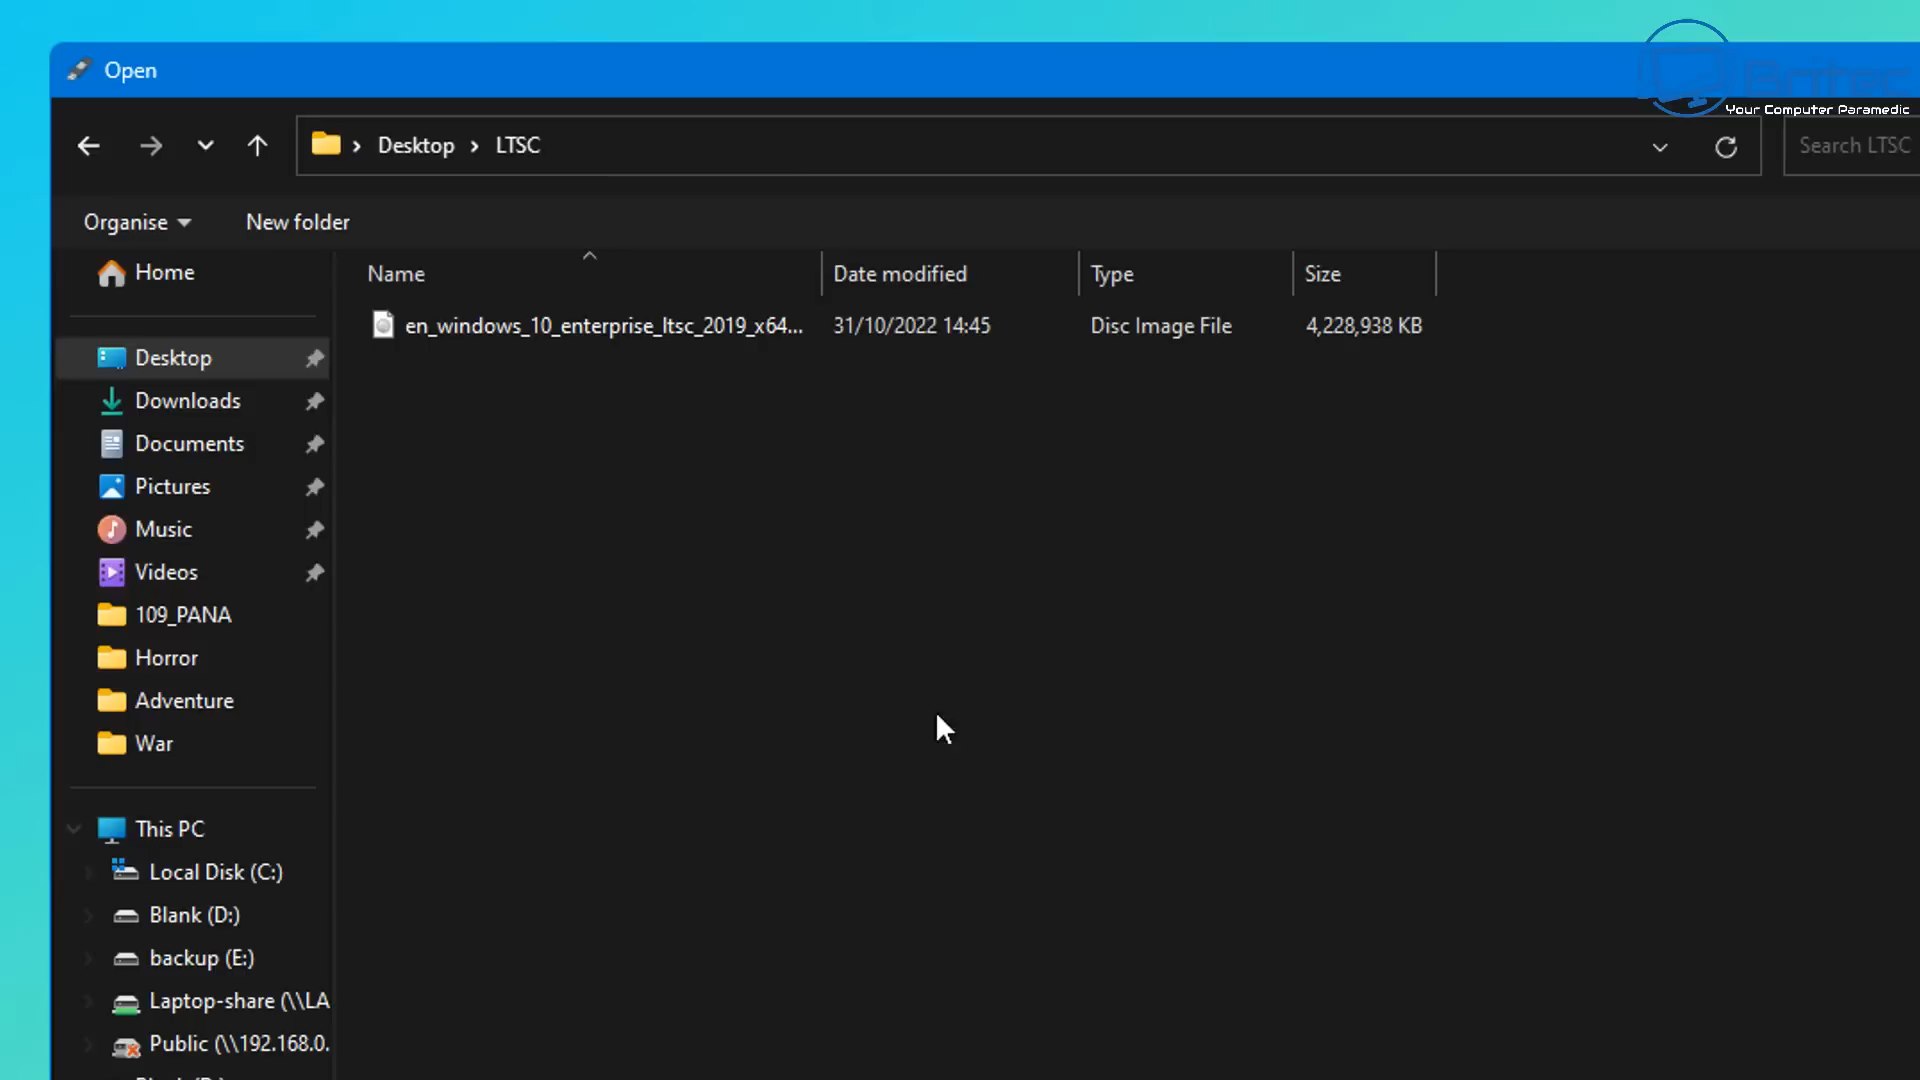 Open
Britec
Your Computer Paramedic
Desktop
LTSC
Search LTSC
Organise
New folder
Name
Date modified
Type
Size
en_windows_10_enterprise_ltsc_2019_x64...
31/10/2022 14:45
Disc Image File
4,228,938 KB
Home
Desktop
Downloads
Documents
Pictures
Music
Videos
109_PANA
Horror
Adventure
War
This PC
Local Disk (C:)
Blank (D:)
backup (E:)
Laptop-share (\\LA
Public (\\192.168.0.